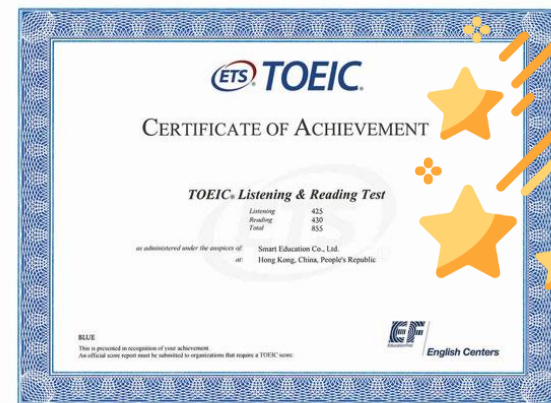 ETS TOEIC
CERTIFICATE OF ACHIEVEMENT
TOEIC® Listening & Reading Test
Listening 425
Reading 430
Total 855
as administered under the auspices of: Smart Education Co., Ltd.
at: Hong Kong, China, People's Republic
BLUE
This is presented in recognition of your achievement.
An official score report must be submitted to organizations that require a TOEIC score.
EF
Education First
English Centers